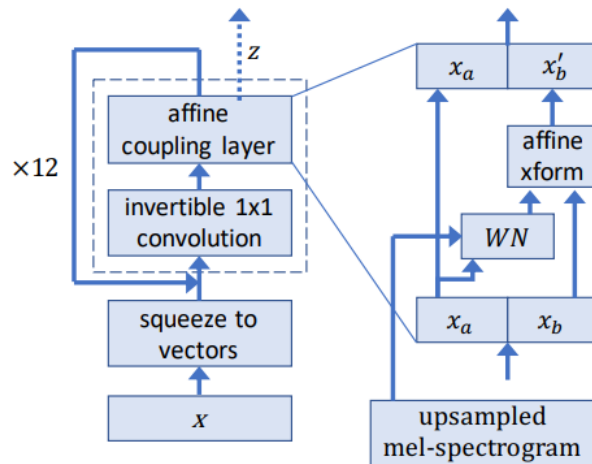 z
affine
coupling layer
×12
invertible 1x1
convolution
squeeze to
vectors
x
x_a
x_b′
affine
xform
WN
x_a
x_b
upsampled
mel-spectrogram